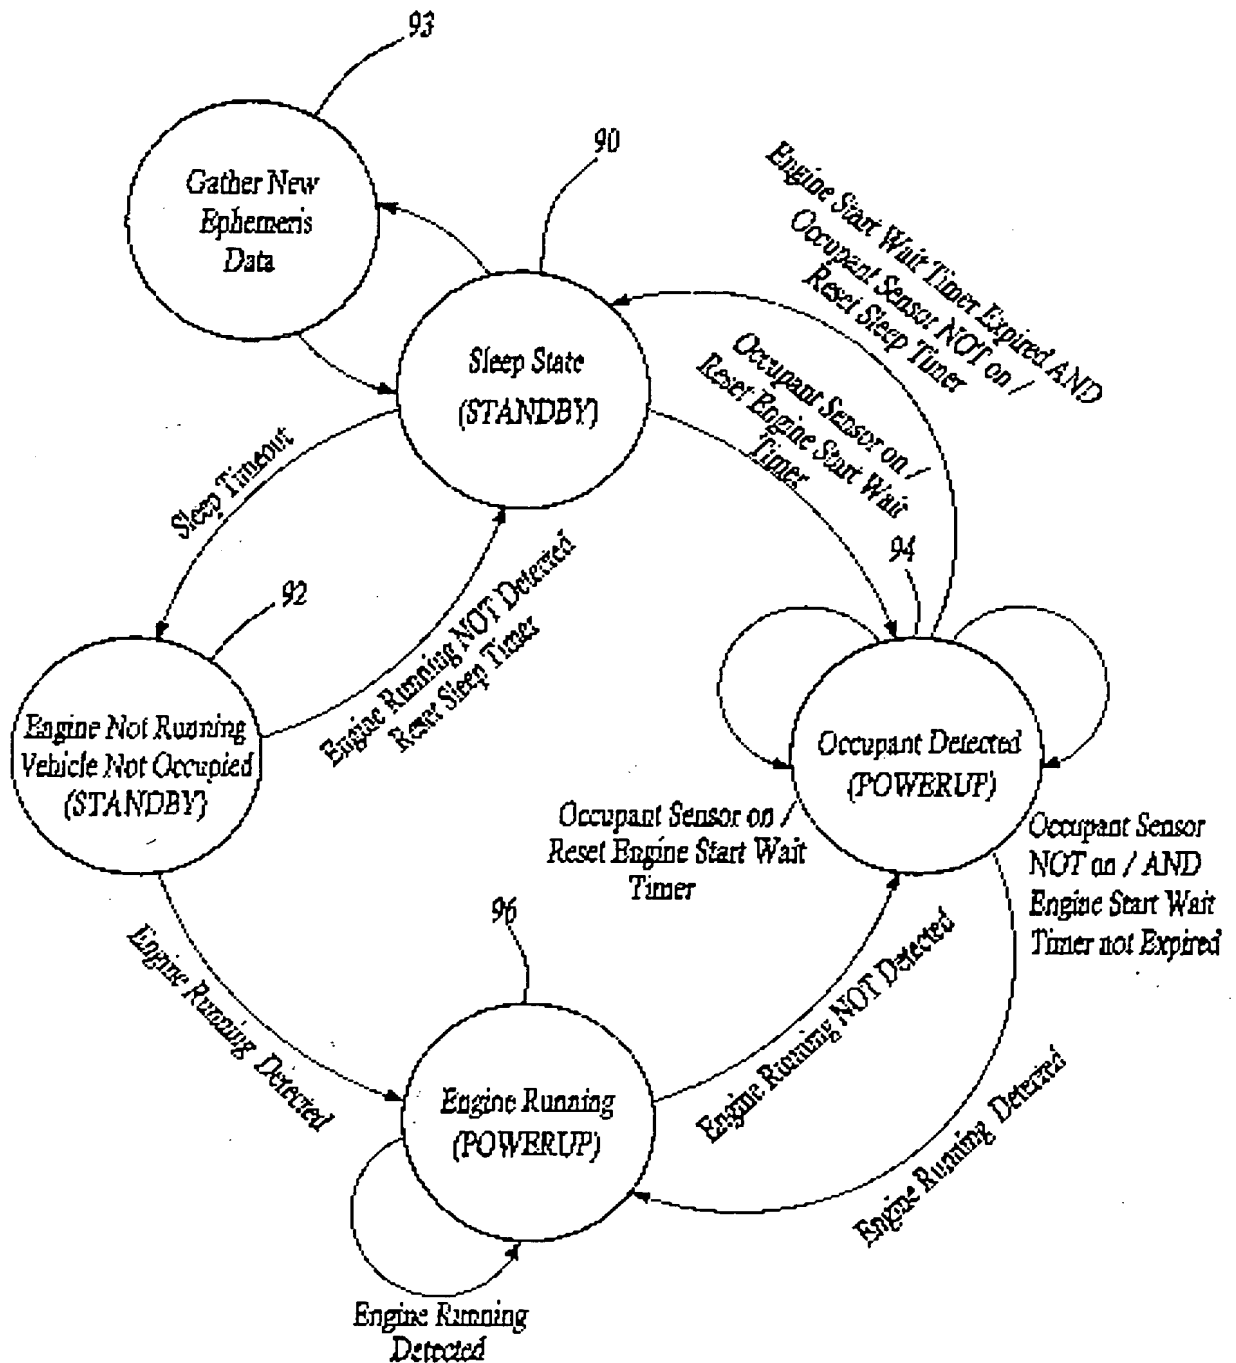 93
Gather New
Ephemeris
Data
90
Sleep State
(STANDBY)
Engine Start Wait Timer Expired AND
Occupant Sensor NOT on /
Reset Sleep Timer
Occupant Sensor on /
Reset Engine Start Wait
Timer
Sleep Timeout
92
Engine Running NOT Detected
Reset Sleep Timer
94
Engine Not Running
Vehicle Not Occupied
(STANDBY)
Occupant Detected
(POWERUP)
Occupant Sensor on /
Reset Engine Start Wait
Timer
Occupant Sensor
NOT on / AND
Engine Start Wait
Timer not Expired
96
Engine Running Detected
Engine Running
(POWERUP)
Engine Running NOT Detected
Engine Running Detected
Engine Running
Detected